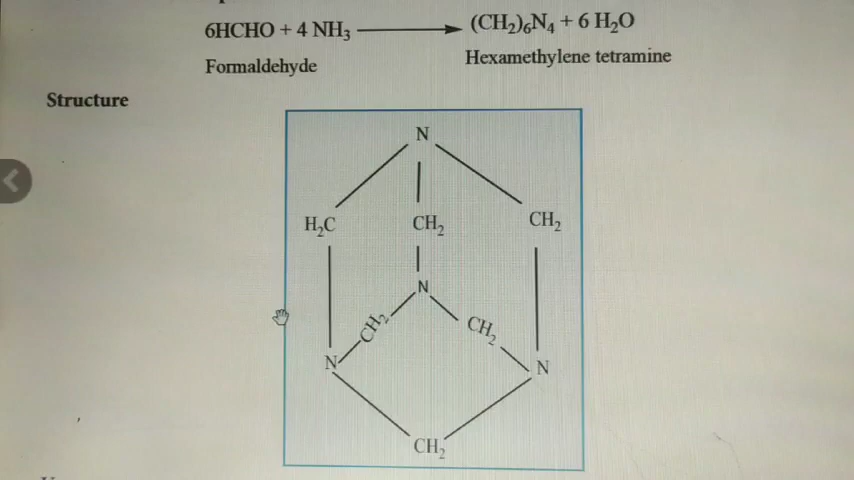 6HCHO + 4 NH₃ ⟶ (CH₂)₆N₄ + 6 H₂O
Formaldehyde Hexamethylene tetramine
Structure
N
H₂C CH₂ CH₂
N
CH₂ CH₂
N N
CH₂